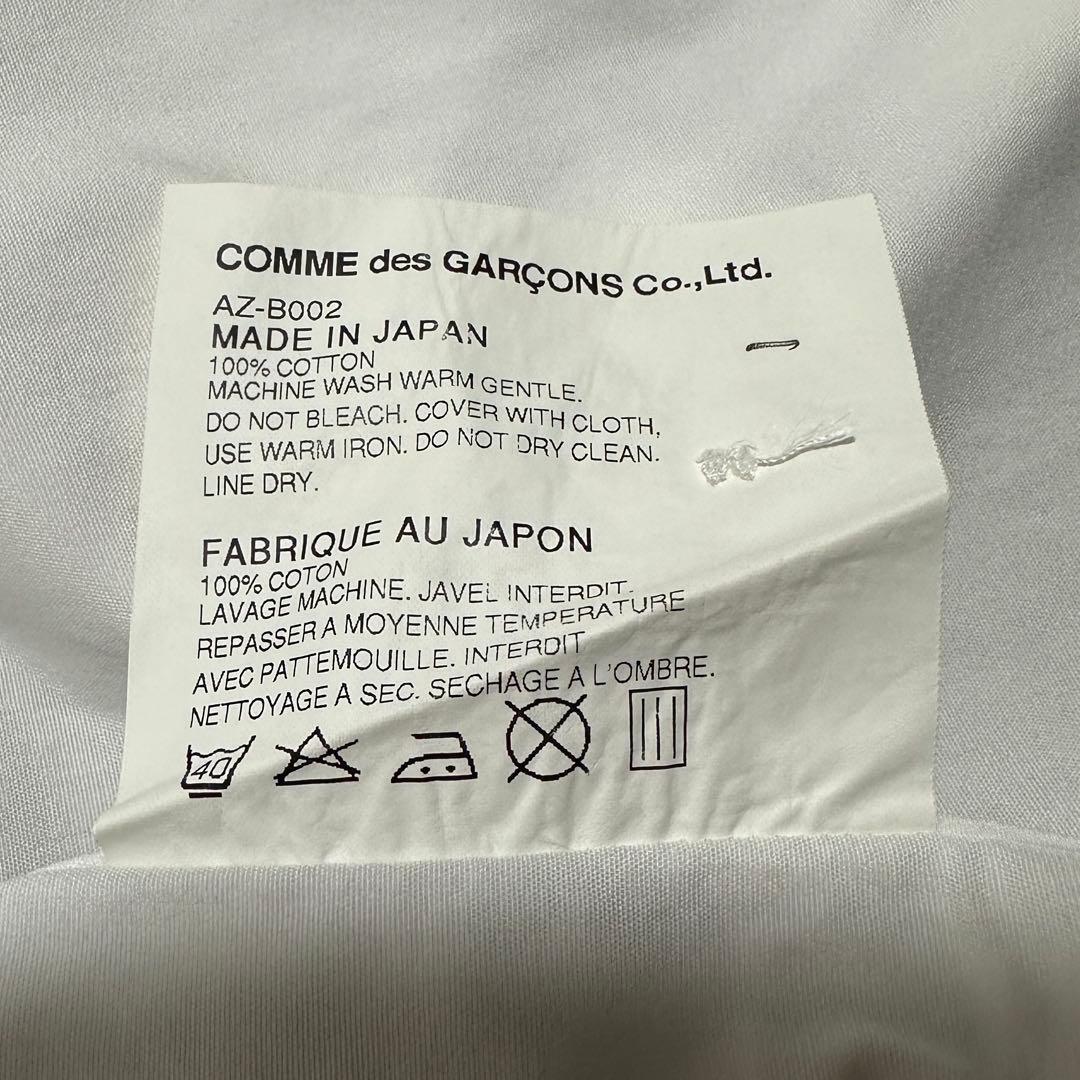 COMME des GARÇONS Co.,Ltd.
AZ-B002
MADE IN JAPAN
100% COTTON
MACHINE WASH WARM GENTLE.
DO NOT BLEACH. COVER WITH CLOTH,
USE WARM IRON. DO NOT DRY CLEAN.
LINE DRY.
FABRIQUE AU JAPON
100% COTON
LAVAGE MACHINE. JAVEL INTERDIT.
REPASSER A MOYENNE TEMPERATURE
AVEC PATTEMOUILLE. INTERDIT
NETTOYAGE A SEC. SECHAGE A L'OMBRE.
40